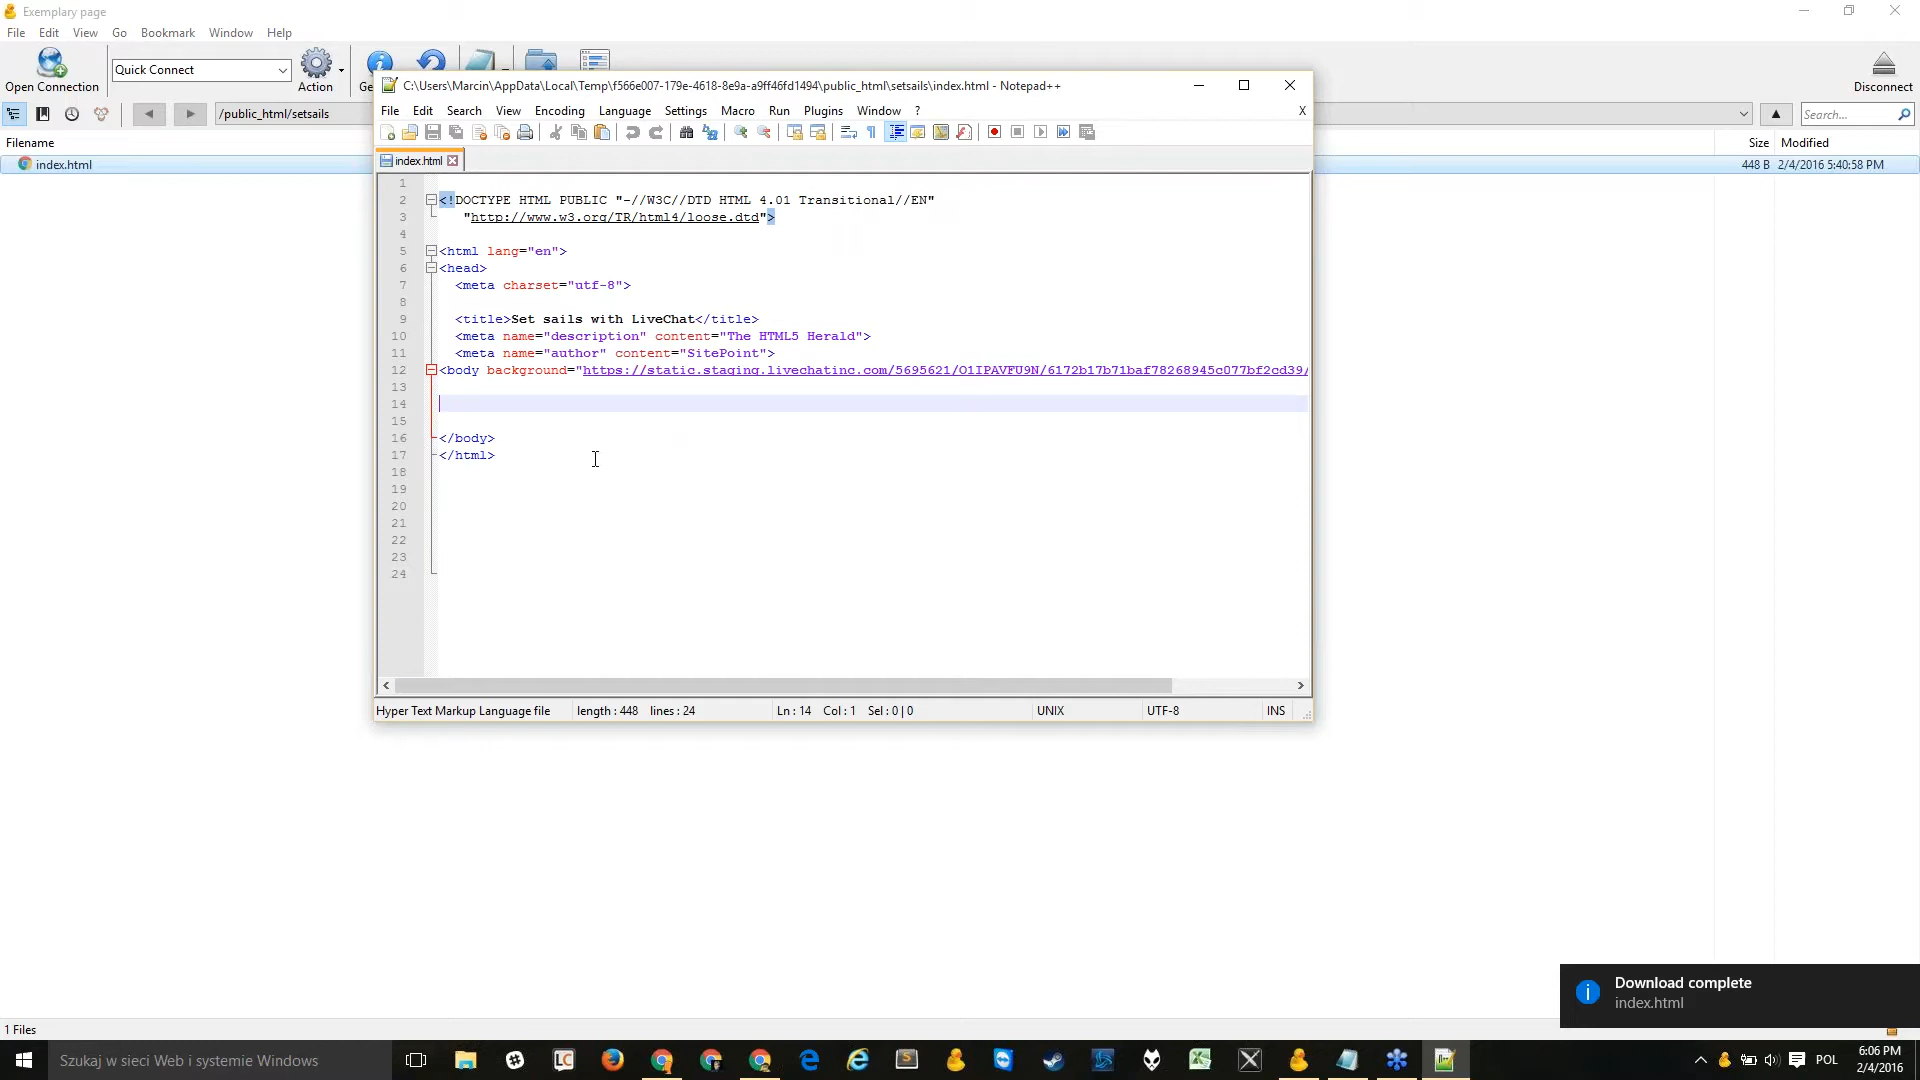 Exemplary page
File Edit View Go Bookmark Window Help
Quick Connect
Open Connection
Action
Disconnect
/public_html/setsails
Search...
Filename
Size
Modified
index.html
448 B
2/4/2016 5:40:58 PM
C:\Users\Marcin\AppData\Local\Temp\f566e007-179e-4618-8e9a-a9ff46fd1494\public_html\setsails\index.html - Notepad++
File Edit Search View Encoding Language Settings Macro Run Plugins Window ? X
index.html
1
2 <!DOCTYPE HTML PUBLIC "-//W3C//DTD HTML 4.01 Transitional//EN"
3 "http://www.w3.org/TR/html4/loose.dtd">
4
5 <html lang="en">
6 <head>
7 <meta charset="utf-8">
8
9 <title>Set sails with LiveChat</title>
10 <meta name="description" content="The HTML5 Herald">
11 <meta name="author" content="SitePoint">
12 <body background="https://static.staging.livechatinc.com/5695621/O1IPAVFU9N/6172b17b71baf78268945c077bf2cd39/
13
14
15
16 </body>
17 </html>
18
19
20
21
22
23
24
Hyper Text Markup Language file length : 448 lines : 24 Ln : 14 Col : 1 Sel : 0 | 0 UNIX UTF-8 INS
Download complete
index.html
1 Files
Szukaj w sieci Web i systemie Windows
LC
POL
6:06 PM
2/4/2016